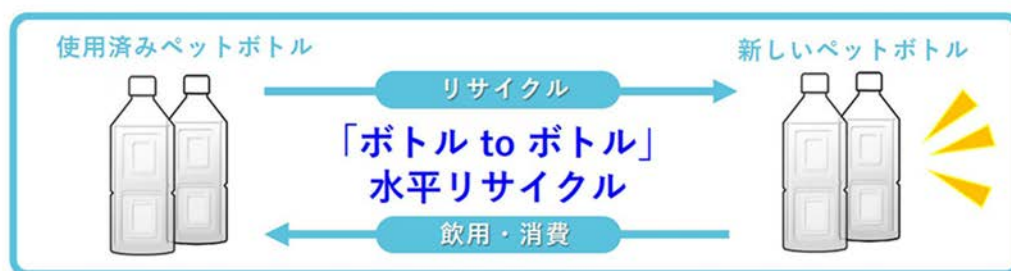 使用済みペットボトル
新しいペットボトル
リサイクル
「ボトル to ボトル」
水平リサイクル
飲用・消費